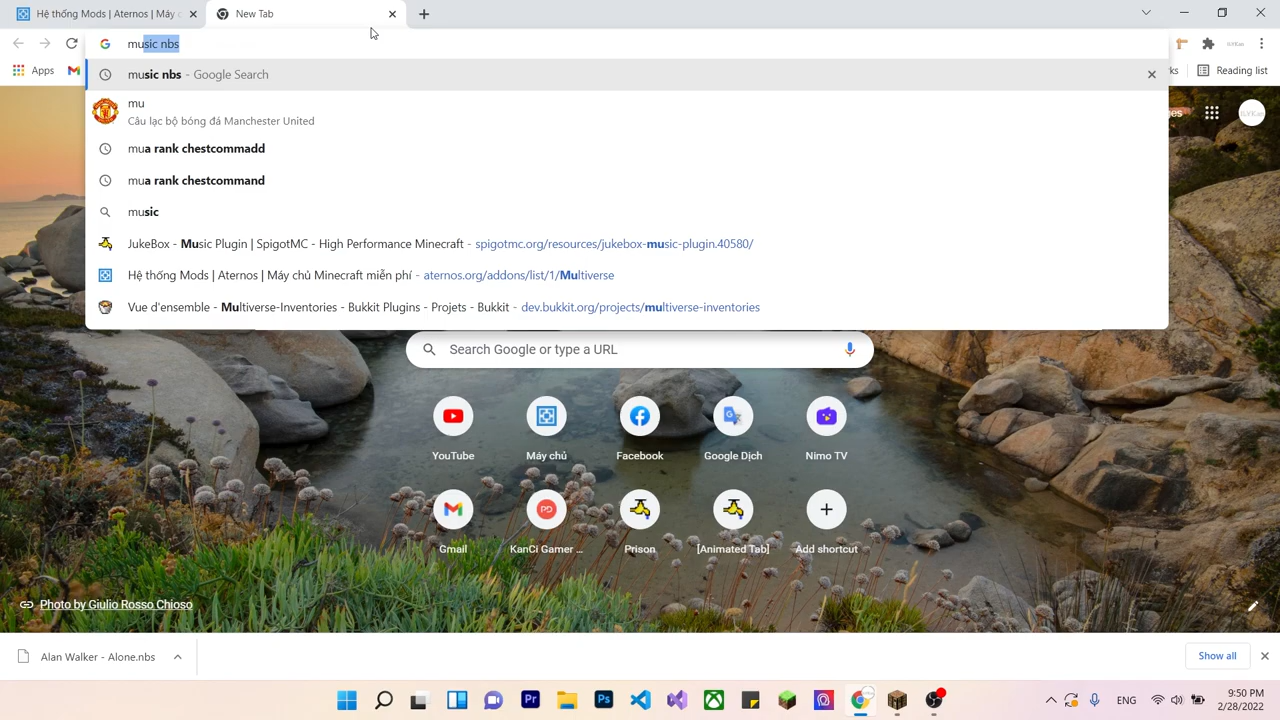 Hệ thống Mods | Aternos | Máy c
New Tab
music nbs
music nbs - Google Search
mu
Câu lạc bộ bóng đá Manchester United
mua rank chestcommadd
mua rank chestcommand
music
JukeBox - Music Plugin | SpigotMC - High Performance Minecraft - spigotmc.org/resources/jukebox-music-plugin.40580/
Hệ thống Mods | Aternos | Máy chủ Minecraft miễn phí - aternos.org/addons/list/1/Multiverse
Vue d'ensemble - Multiverse-Inventories - Bukkit Plugins - Projets - Bukkit - dev.bukkit.org/projects/multiverse-inventories
Apps
ks
Reading list
ges
Search Google or type a URL
YouTube
Máy chủ
Facebook
Google Dịch
Nimo TV
Gmail
KanCi Gamer ...
Prison
[Animated Tab]
Add shortcut
Photo by Giulio Rosso Chioso
Alan Walker - Alone.nbs
Show all
Pr
Ps
ENG
9:50 PM
2/28/2022